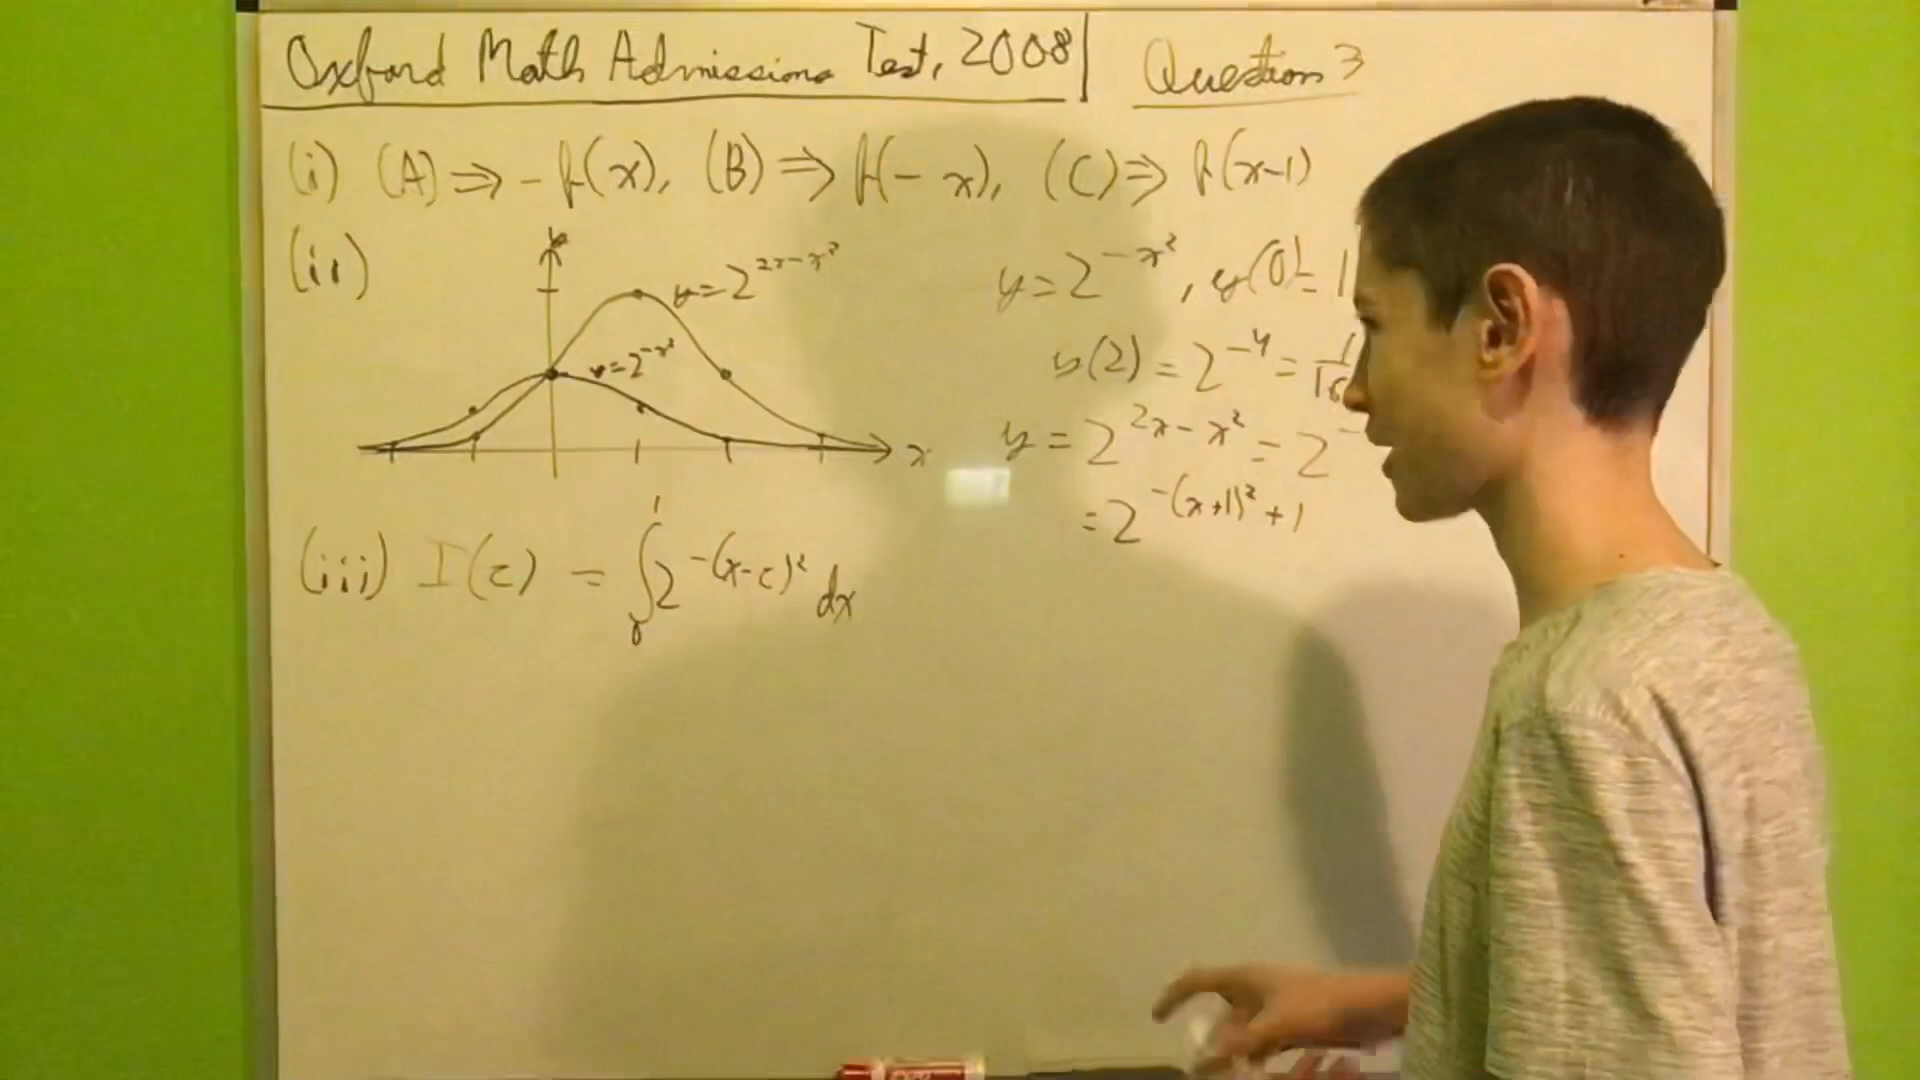 Oxford Math Admissions Test, 2008 | Question 3
(i) (A) ⇒ -f(x), (B) ⇒ f(-x), (C) ⇒ f(x-1)
(ii)
y
y=2^{2x-x²}
y=2^{-x²}
x
y=2^{-x²}, y(0)=1
y(2)=2^{-4}=1/16
y=2^{2x-x²}=2^{-
=2^{-(x+1)²+1}
(iii) I(c) = ∫₀¹ 2^{-(x-c)²} dx
EXPO